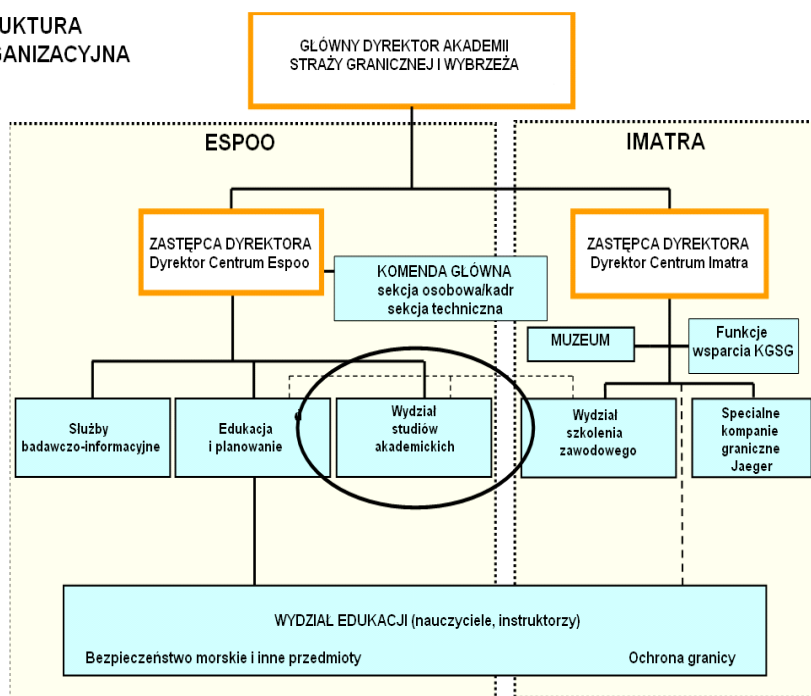 UKTURA
GANIZACYJNA
GŁÓWNY DYREKTOR AKADEMII
STRAŻY GRANICZNEJ I WYBRZEŻA
ESPOO
IMATRA
ZASTĘPCA DYREKTORA
Dyrektor Centrum Espoo
KOMENDA GŁÓWNA
sekcja osobowa/kadr
sekcja techniczna
ZASTĘPCA DYREKTORA
Dyrektor Centrum Imatra
MUZEUM
Funkcje
wsparcia KGSG
Służby
badawczo-informacyjne
Edukacja
i planowanie
Wydział
studiów
akademickich
Wydział
szkolenia
zawodowego
Specialne
kompanie
graniczne
Jaeger
WYDZIAŁ EDUKACJI (nauczyciele, instruktorzy)
Bezpieczeństwo morskie i inne przedmioty
Ochrona granicy